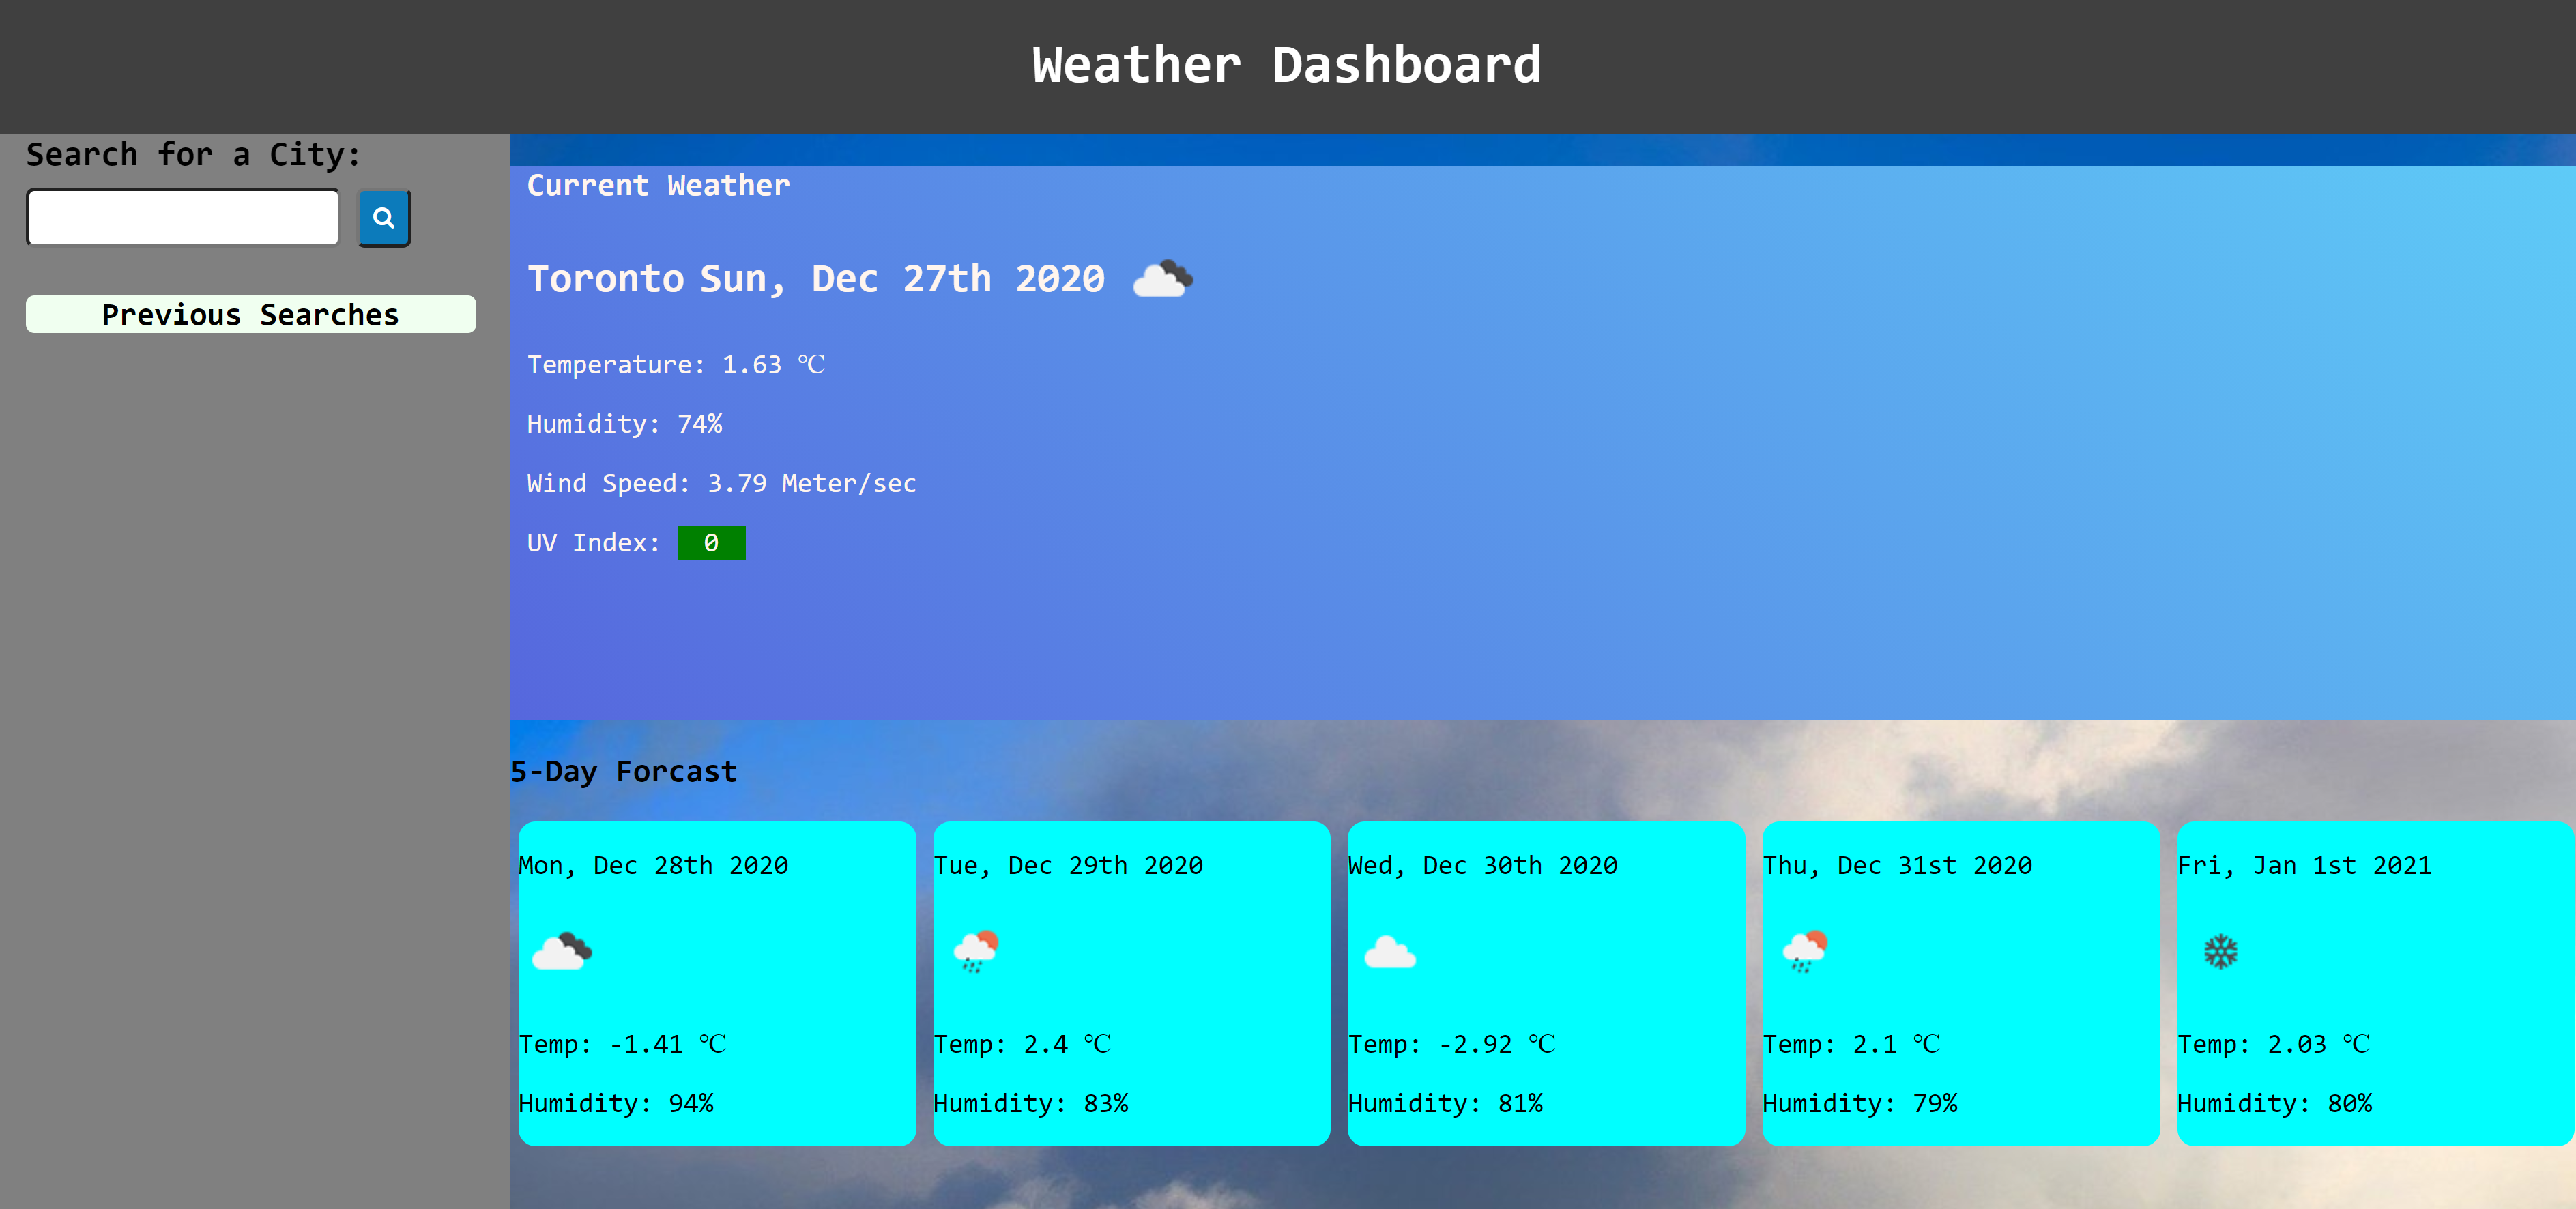 Weather Dashboard
Search for a City:
Previous Searches
Current Weather
Toronto Sun, Dec 27th 2020
Temperature: 1.63 ℃
Humidity: 74%
Wind Speed: 3.79 Meter/sec
UV Index: 0
5-Day Forcast
Mon, Dec 28th 2020
Temp: -1.41 ℃
Humidity: 94%
Tue, Dec 29th 2020
Temp: 2.4 ℃
Humidity: 83%
Wed, Dec 30th 2020
Temp: -2.92 ℃
Humidity: 81%
Thu, Dec 31st 2020
Temp: 2.1 ℃
Humidity: 79%
Fri, Jan 1st 2021
Temp: 2.03 ℃
Humidity: 80%